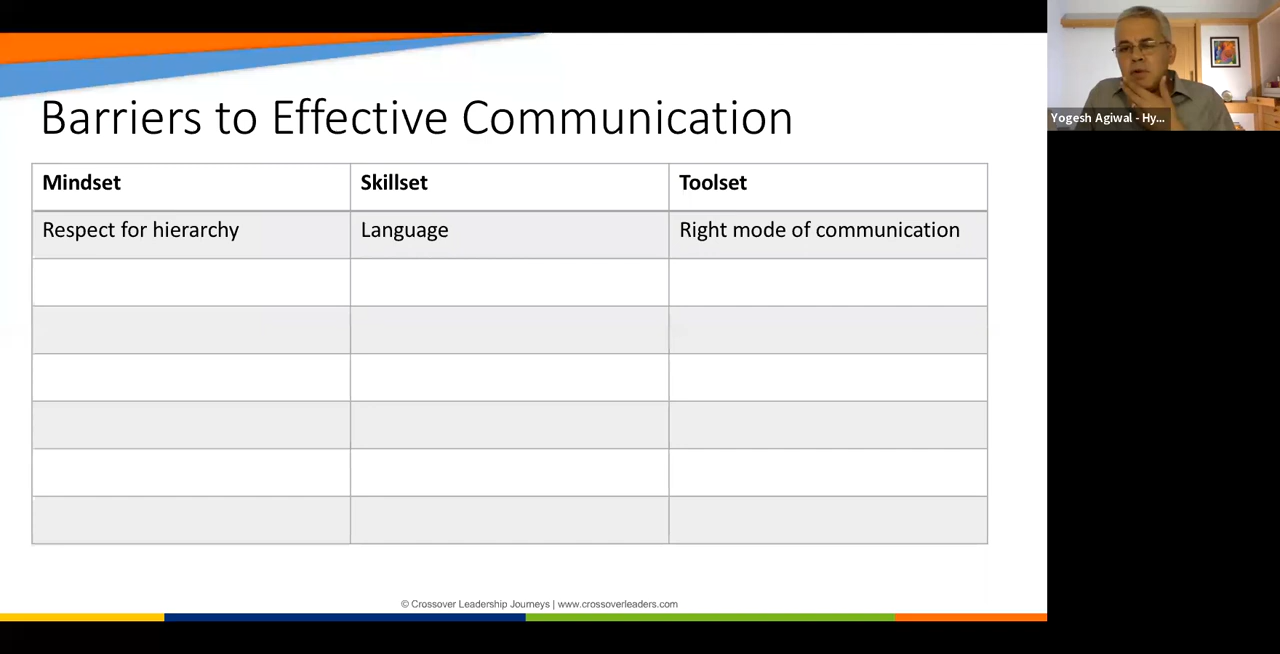 Barriers to Effective Communication
Mindset Skillset Toolset
Respect for hierarchy Language Right mode of communication
© Crossover Leadership Journeys | www.crossoverleaders.com
Yogesh Agiwal - Hy...